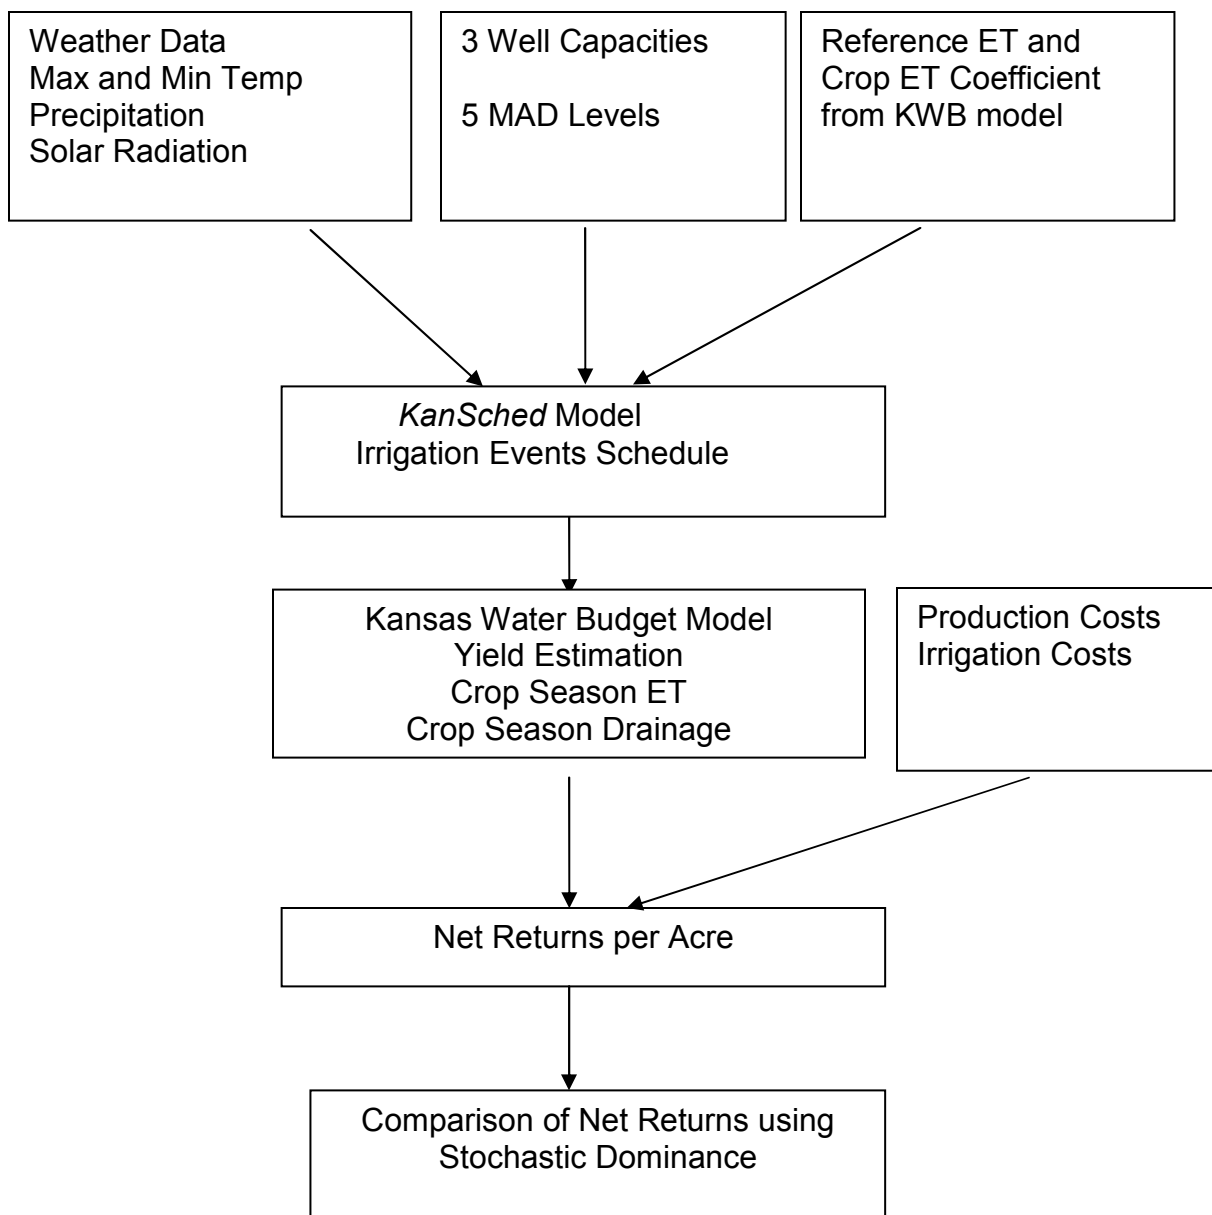 Weather Data
Max and Min Temp
Precipitation
Solar Radiation
3 Well Capacities
5 MAD Levels
Reference ET and
Crop ET Coefficient
from KWB model
KanSched Model
Irrigation Events Schedule
Kansas Water Budget Model
Yield Estimation
Crop Season ET
Crop Season Drainage
Production Costs
Irrigation Costs
Net Returns per Acre
Comparison of Net Returns using
Stochastic Dominance